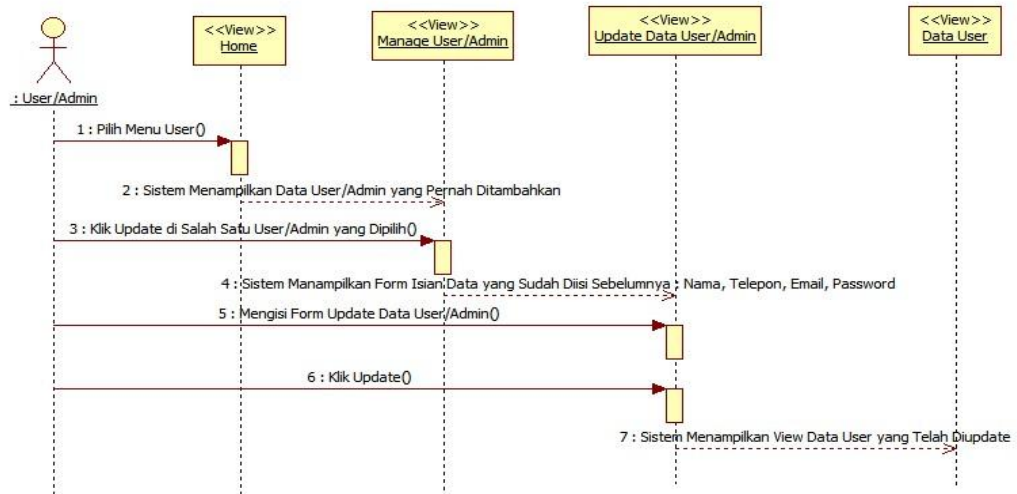 <<View>>
Home
<<View>>
Manage User/Admin
<<View>>
Update Data User/Admin
<<View>>
Data User
: User/Admin
1 : Pilih Menu User()
2 : Sistem Menampilkan Data User/Admin yang Pernah Ditambahkan
3 : Klik Update di Salah Satu User/Admin yang Dipilih()
4 : Sistem Manampilkan Form Isian Data yang Sudah Diisi Sebelumnya : Nama, Telepon, Email, Password
5 : Mengisi Form Update Data User/Admin()
6 : Klik Update()
7 : Sistem Menampilkan View Data User yang Telah Diupdate